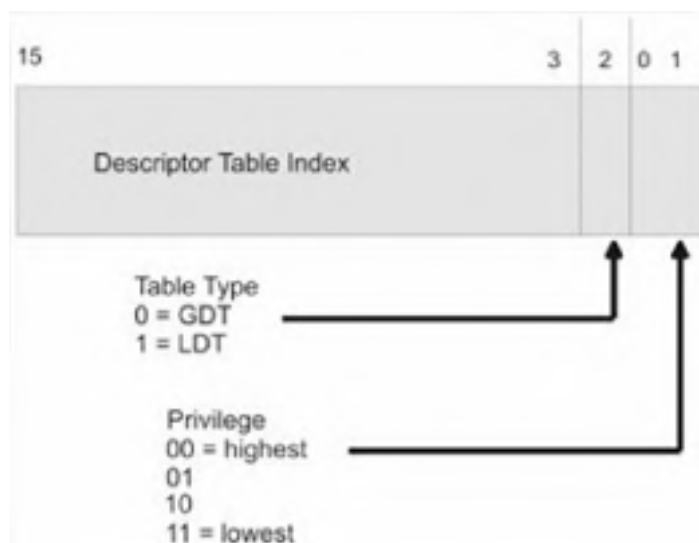 15 3 2 0 1
Descriptor Table Index
Table Type
0 = GDT
1 = LDT
Privilege
00 = highest
01
10
11 = lowest